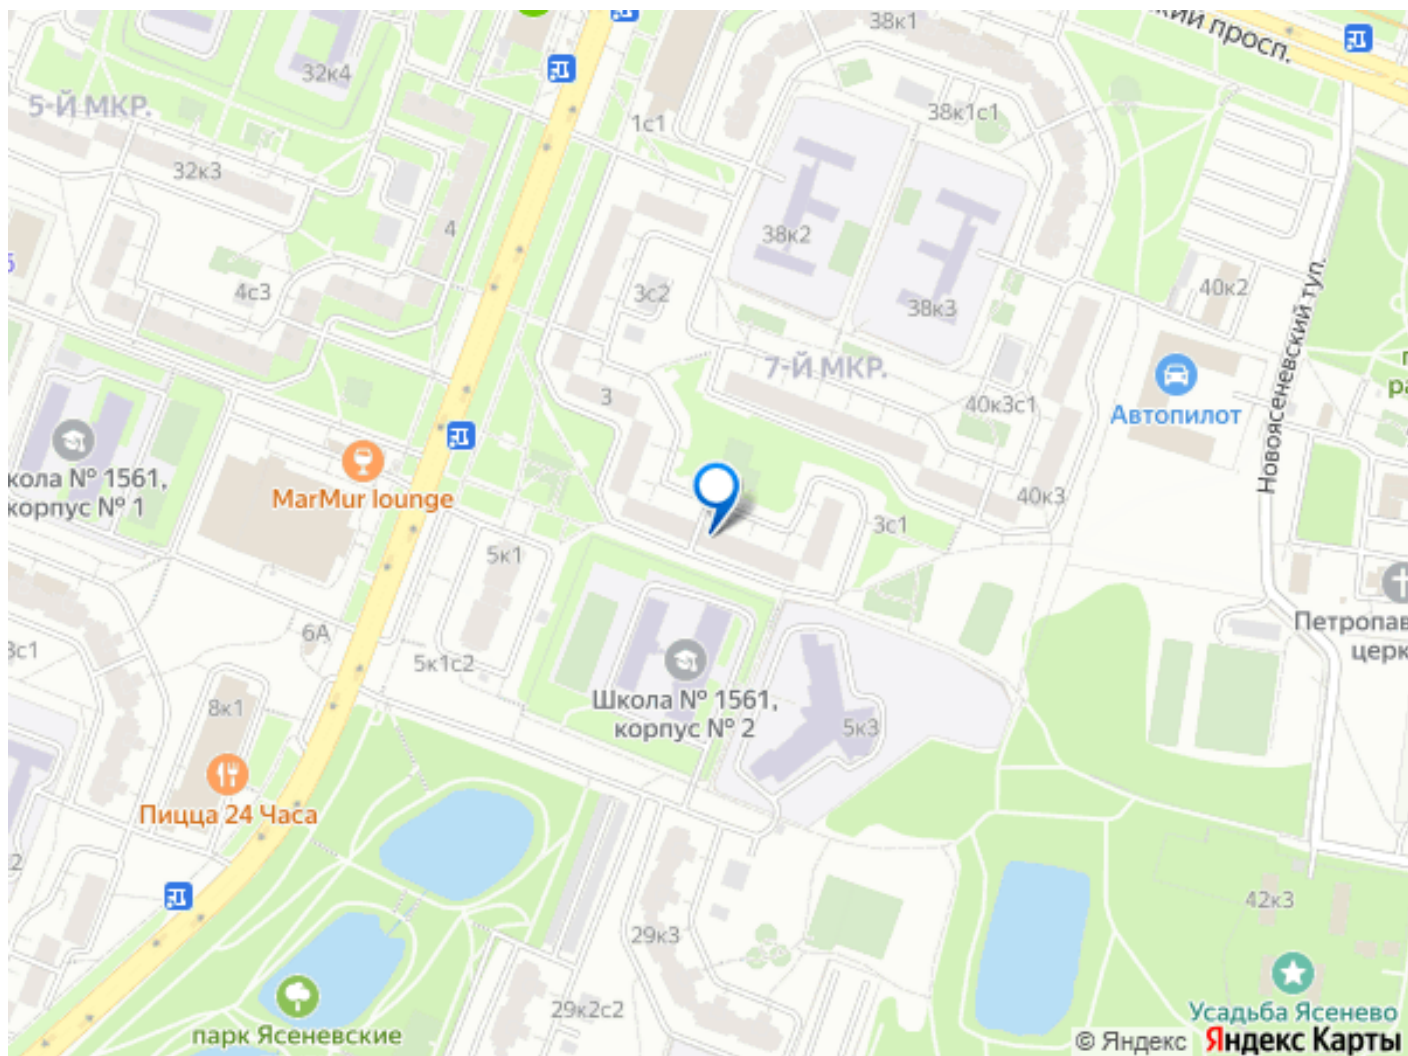 38к1
кий просп.
32к4
5-Й МКР.
1с1
38к1с1
32к3
4
38к2
40к2
4с3
3с2
38к3
Новоясеневский туп.
7-Й МКР.
3
40к3с1
Автопилот
кола № 1561,
корпус № 1
MarMur lounge
40к3
3с1
5к1
6А
3с1
5к1с2
Петропав
церк
Школа № 1561,
корпус № 2
8к1
5к3
Пицца 24 Часа
2
42к3
29к3
29к2с2
Усадьба Ясенево
парк Ясеневские
© Яндекс Яндекс Карты